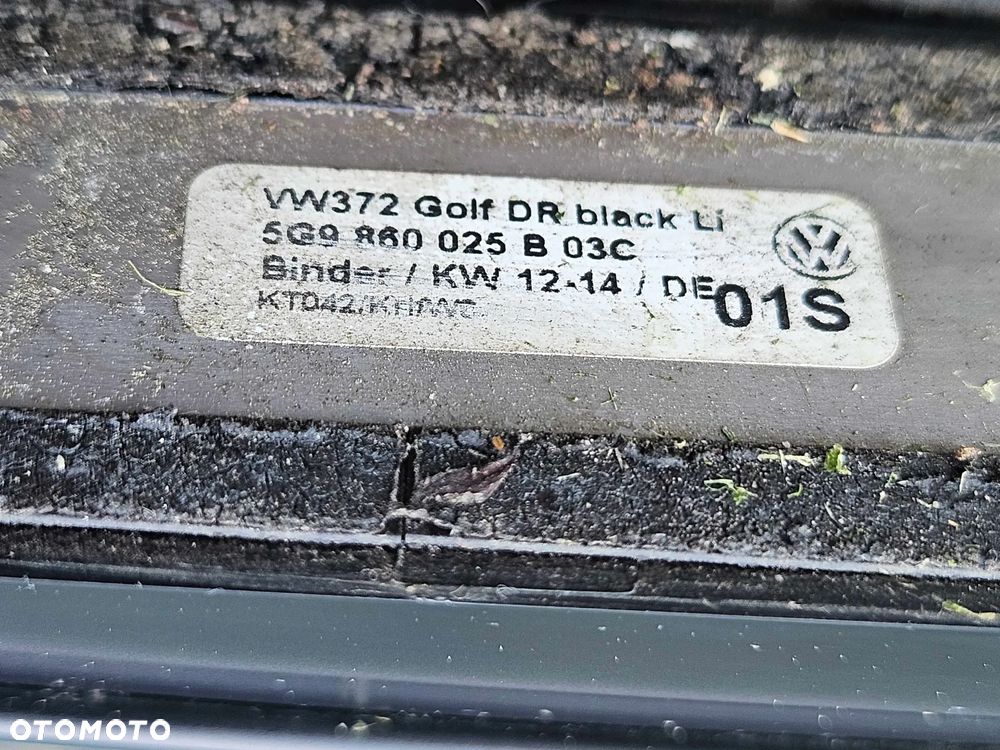 VW372 Golf DR black Li
5G9 860 025 B 03C
Binder / KW 12-14 / DE
01S
OTOMOTO